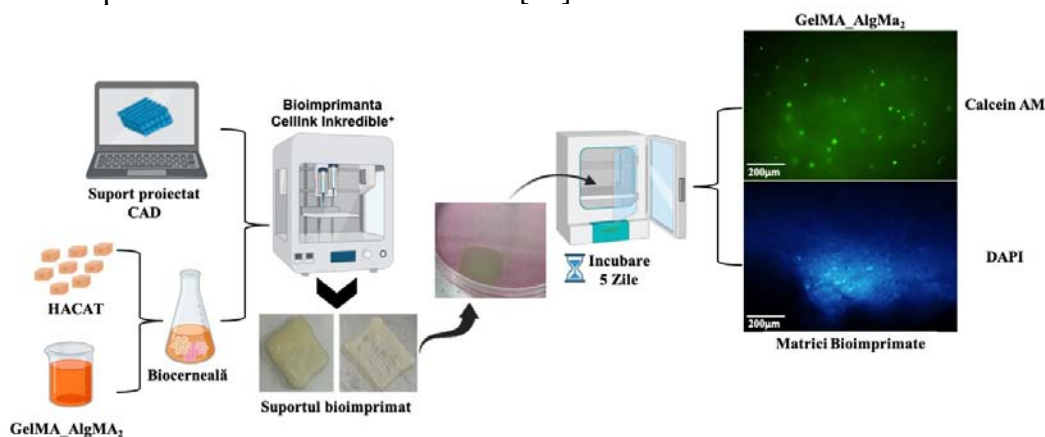 GelMA_AlgMa₂
Calcein AM
200µm
Bioimprimanta
Cellink Inkredible⁺
Suport proiectat
CAD
HACAT
Biocerneală
GelMA_AlgMA₂
Suportul bioimprimat
Incubare
5 Zile
DAPI
200µm
Matrici Bioimprimate